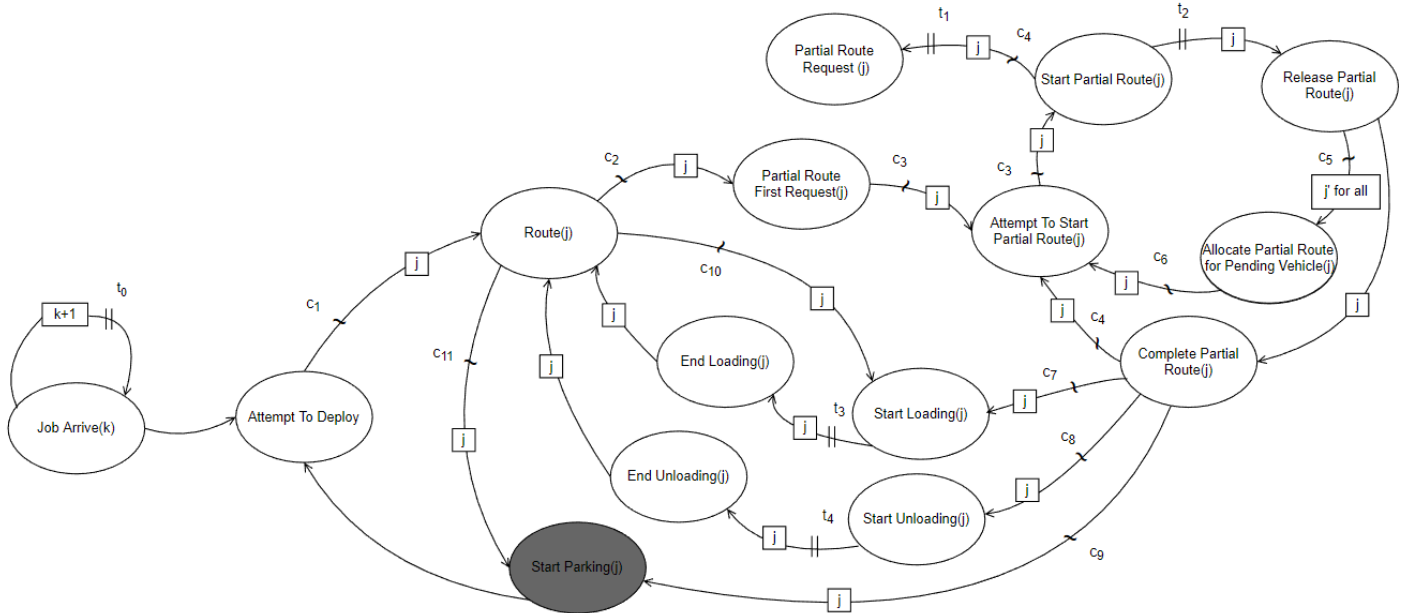 t1
c4
t2
Partial Route
Request (j)
j
Start Partial Route(j)
j
Release Partial
Route(j)
j
c2
j
Partial Route
First Request(j)
c3
j
c3
c5
j' for all
Route(j)
Attempt To Start
Partial Route(j)
Allocate Partial Route
for Pending Vehicle(j)
c6
j
j
c10
j
t0
k+1
c1
j
j
c4
j
c11
j
j
End Loading(j)
Complete Partial
Route(j)
c7
j
Job Arrive(k)
Attempt To Deploy
t3
j
Start Loading(j)
j
c8
End Unloading(j)
j
t4
j
Start Unloading(j)
c9
Start Parking(j)
j